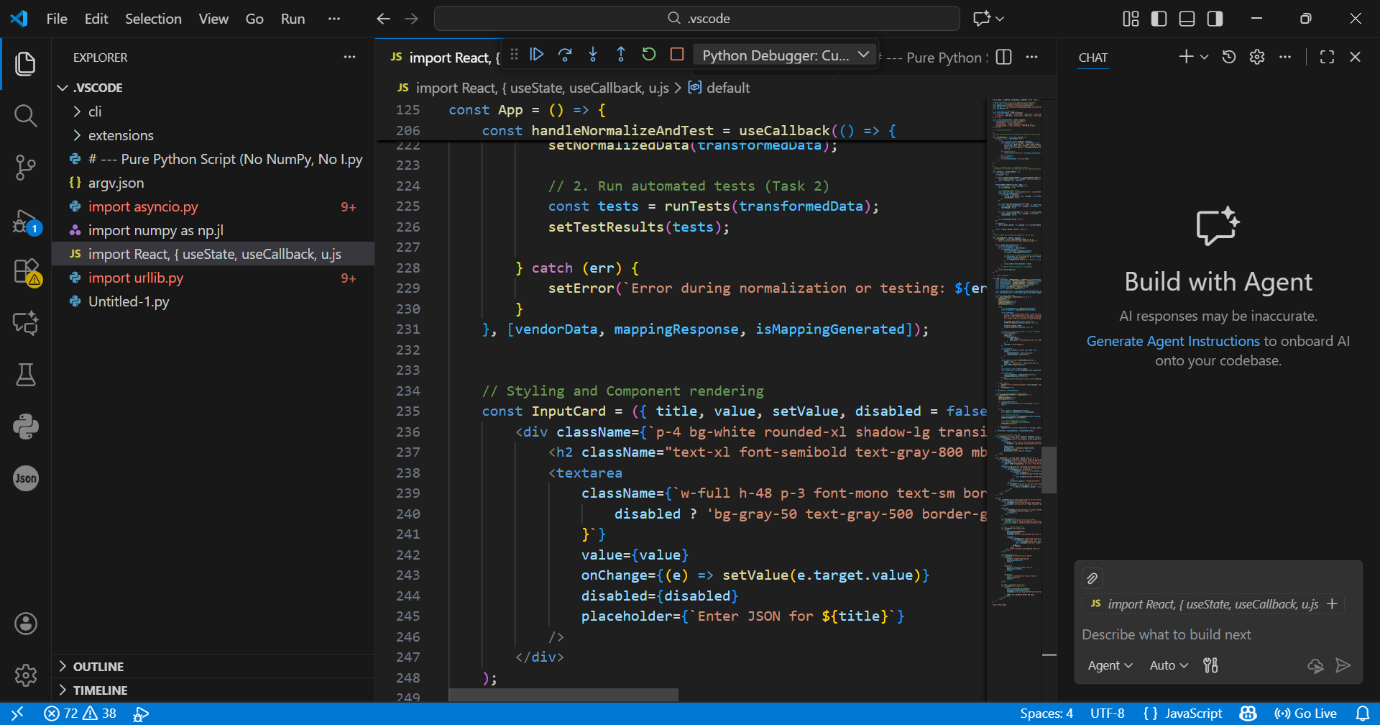 File Edit Selection View Go Run ···
.vscode
EXPLORER ···
.VSCODE
cli
extensions
# --- Pure Python Script (No NumPy, No I.py
{} argv.json
import asyncio.py 9+
import numpy as np.jl
JS import React, { useState, useCallback, u.js
import urllib.py 9+
Untitled-1.py
1
Json
OUTLINE
TIMELINE
JS import React, {
Python Debugger: Cu...
# --- Pure Python
JS import React, { useState, useCallback, u.js > default
125 const App = () => {
206 const handleNormalizeAndTest = useCallback(() => {
222 setNormalizedData(transformedData);
223
224 // 2. Run automated tests (Task 2)
225 const tests = runTests(transformedData);
226 setTestResults(tests);
227
228 } catch (err) {
229 setError(`Error during normalization or testing: ${er
230 }
231 }, [vendorData, mappingResponse, isMappingGenerated]);
232
233
234 // Styling and Component rendering
235 const InputCard = ({ title, value, setValue, disabled = false
236 <div className={`p-4 bg-white rounded-xl shadow-lg transi
237 <h2 className="text-xl font-semibold text-gray-800 mb
238 <textarea
239 className={`w-full h-48 p-3 font-mono text-sm bor
240 disabled ? 'bg-gray-50 text-gray-500 border-g
241 }`}
242 value={value}
243 onChange={(e) => setValue(e.target.value)}
244 disabled={disabled}
245 placeholder={`Enter JSON for ${title}`}
246 />
247 </div>
248 );
249
CHAT
Build with Agent
AI responses may be inaccurate.
Generate Agent Instructions to onboard AI
onto your codebase.
JS import React, { useState, useCallback, u.js +
Describe what to build next
Agent Auto
72 38
Spaces: 4 UTF-8 {} JavaScript Go Live